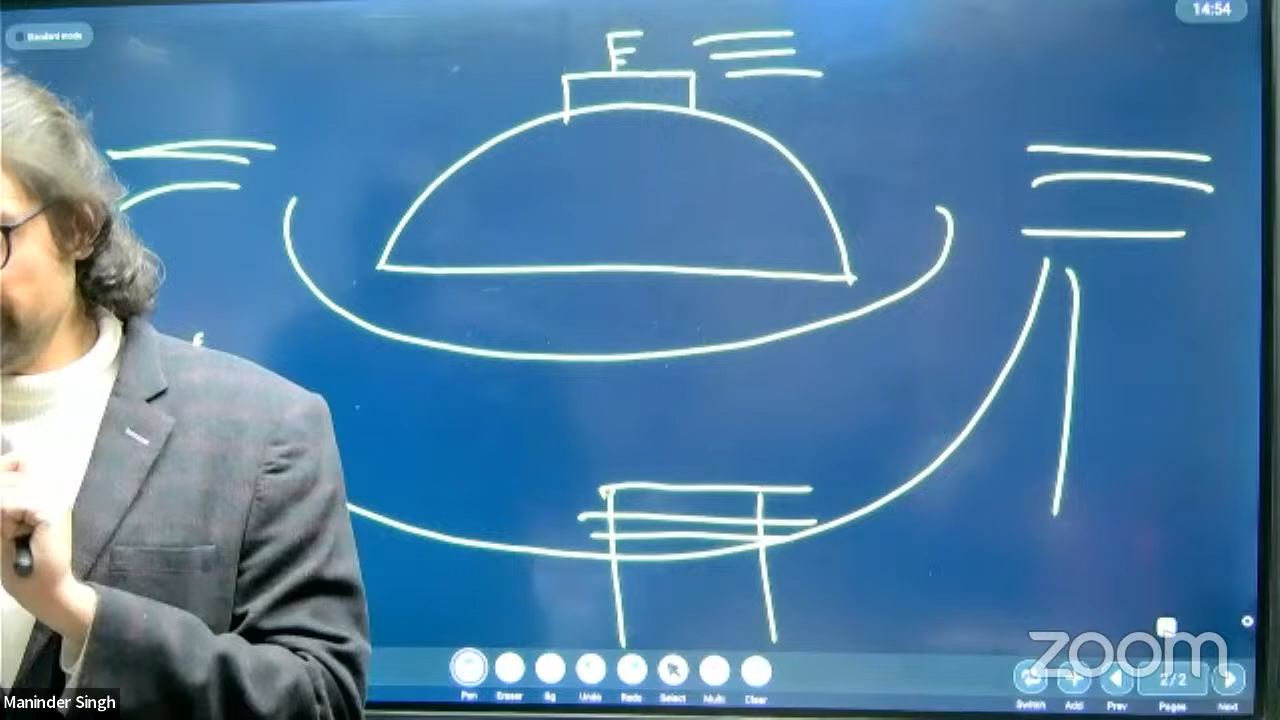 14:54
Standard mode
E
zoom
Pen Eraser Bg Undo Redo Select Multi Clear
Switch Add Prev 2/2 Pages Next
Maninder Singh